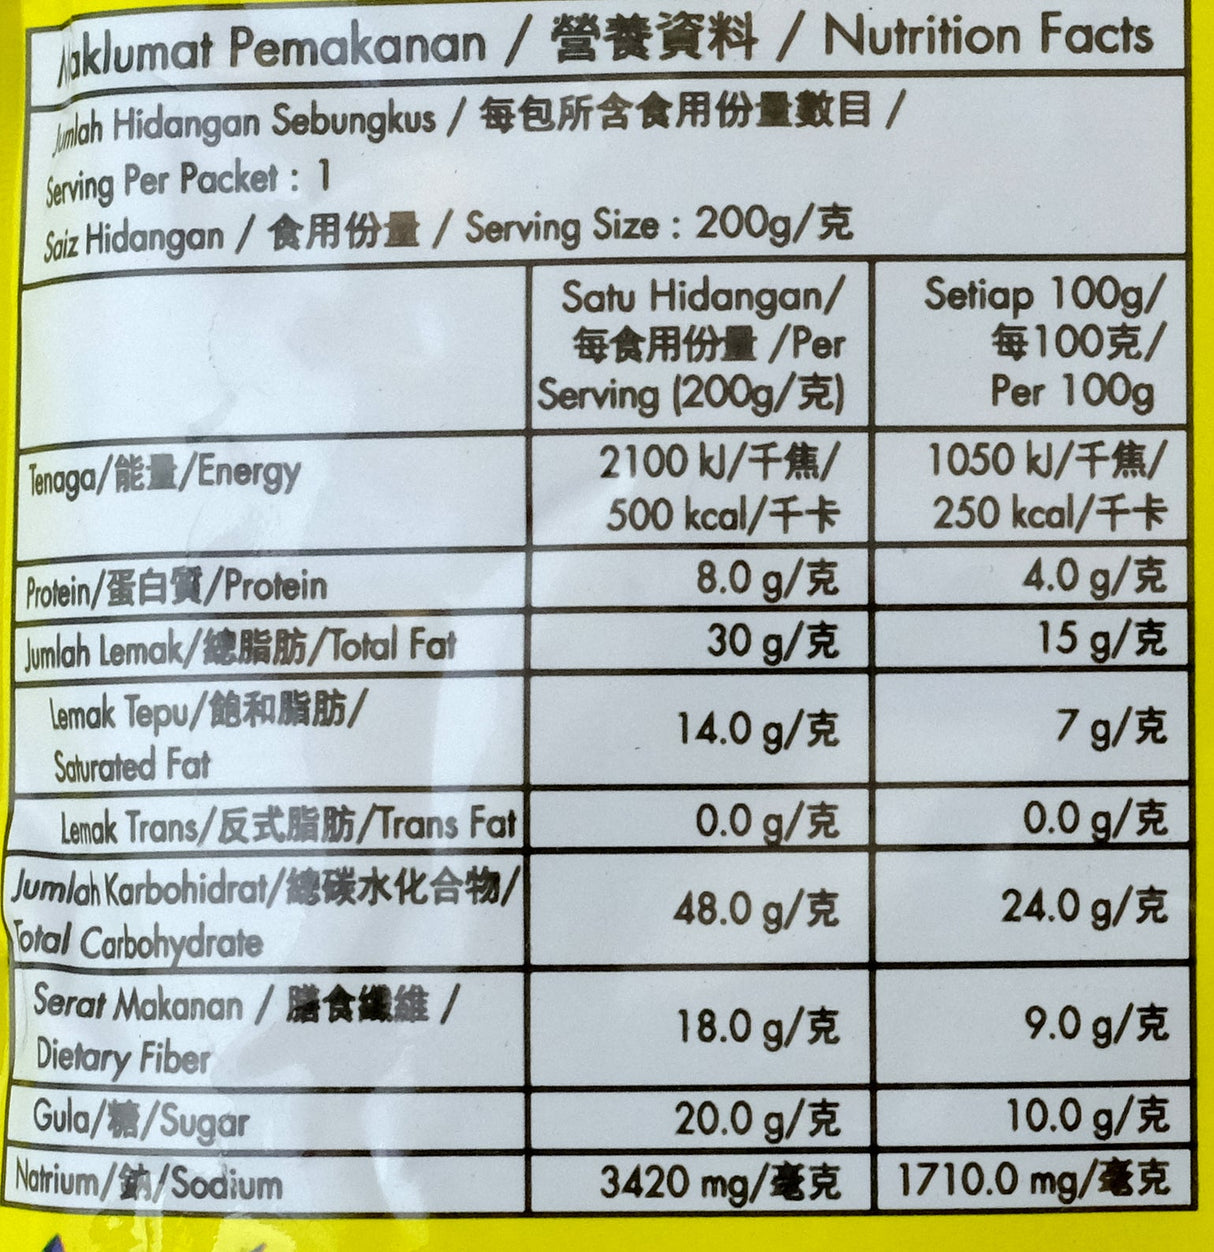 Maklumat Pemakanan / 營養資料 / Nutrition Facts
Jumlah Hidangan Sebungkus / 每包所含食用份量數目 /
Serving Per Packet : 1
Saiz Hidangan / 食用份量 / Serving Size : 200g/克
Satu Hidangan/
每食用份量 /Per
Serving (200g/克)
Setiap 100g/
每100克/
Per 100g
Tenaga/能量/Energy
2100 kJ/千焦/
500 kcal/千卡
1050 kJ/千焦/
250 kcal/千卡
Protein/蛋白質/Protein 8.0 g/克 4.0 g/克
Jumlah Lemak/總脂肪/Total Fat 30 g/克 15 g/克
Lemak Tepu/飽和脂肪/
Saturated Fat
14.0 g/克 7 g/克
Lemak Trans/反式脂肪/Trans Fat 0.0 g/克 0.0 g/克
Jumlah Karbohidrat/總碳水化合物/
Total Carbohydrate
48.0 g/克 24.0 g/克
Serat Makanan / 膳食纖維 /
Dietary Fiber
18.0 g/克 9.0 g/克
Gula/糖/Sugar 20.0 g/克 10.0 g/克
Natrium/鈉/Sodium 3420 mg/毫克 1710.0 mg/毫克